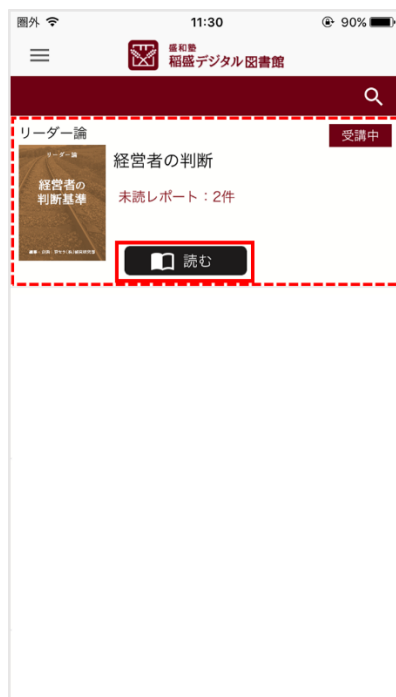 圏外 11:30 90%
盛和塾
稲盛デジタル図書館
リーダー論 受講中
リーダー論
経営者の
判断基準
経営者の判断
未読レポート：2件
読む